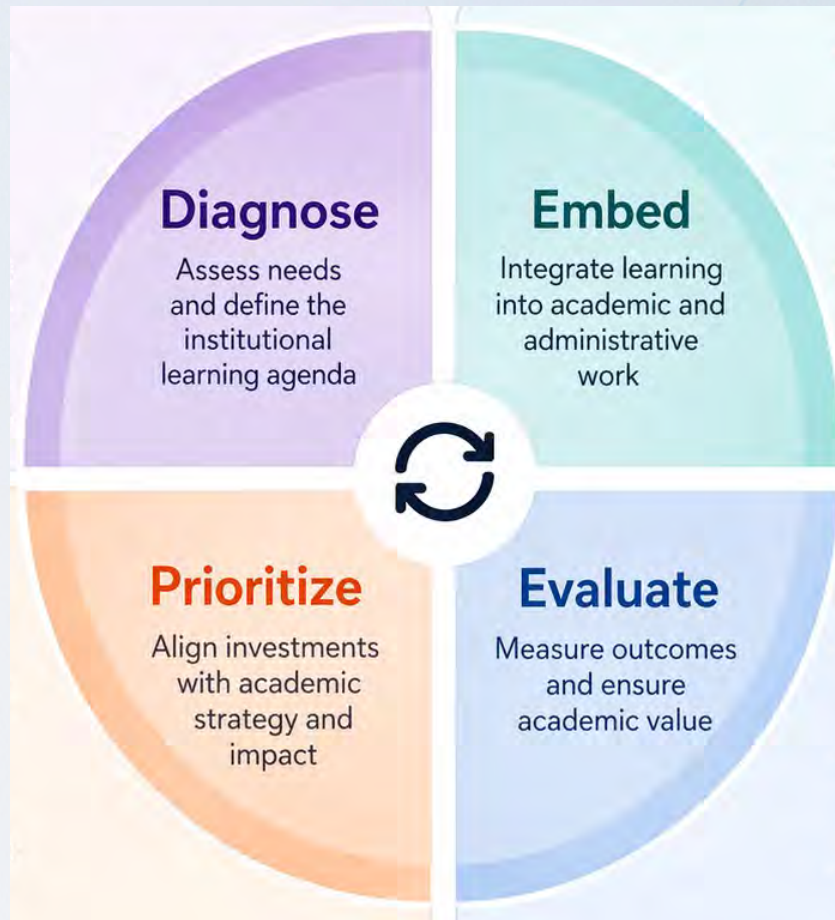 Diagnose
Assess needs
and define the
institutional
learning agenda
Embed
Integrate learning
into academic and
administrative
work
Prioritize
Align investments
with academic
strategy and
impact
Evaluate
Measure outcomes
and ensure
academic value